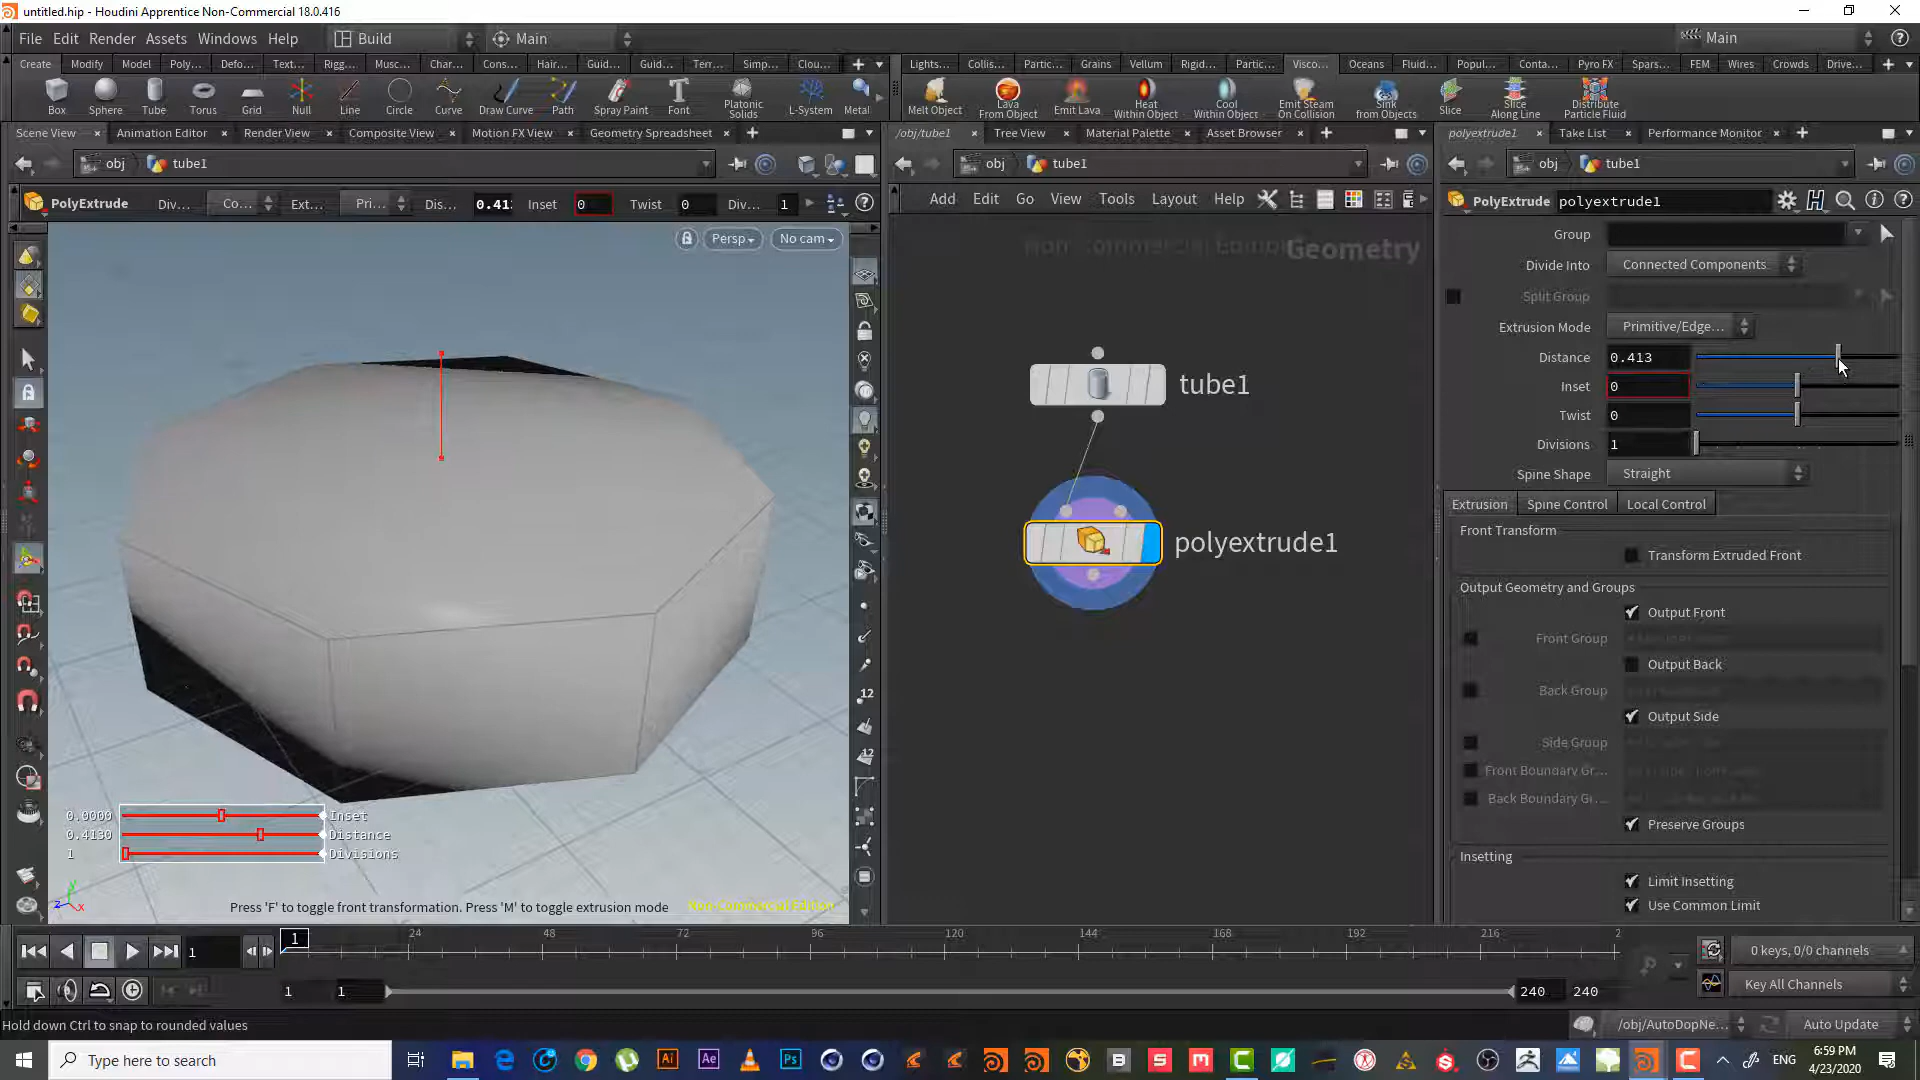 untitled.hip - Houdini Apprentice Non-Commercial 18.0.416
File Edit Render Assets Windows Help Build Main Main
Create Modify Model Poly... Defo... Text... Rigg... Musc... Char... Cons... Hair... Guid... Guid... Terr... Simp... Clou...
Box Sphere Tube Torus Grid Null Line Circle Curve Draw Curve Path Spray Paint Font Platonic Solids L-System Metal
Lights... Collis... Partic... Grains Vellum Rigid... Partic... Visco... Oceans Fluid... Popul... Conta... Pyro FX Spars... FEM Wires Crowds Drive...
Melt Object Lava From Object Emit Lava Heat Within Object Cool Within Object Emit Steam On Collision Sink from Objects Slice Slice Along Line Distribute Particle Fluid
Scene View Animation Editor Render View Composite View Motion FX View Geometry Spreadsheet
/obj/tube1 Tree View Material Palette Asset Browser
polyextrude1 Take List Performance Monitor
obj tube1
obj tube1
obj tube1
PolyExtrude Div... Co... Ext... Pri... Dis... 0.41 Inset 0 Twist 0 Div... 1
Persp No cam
Add Edit Go View Tools Layout Help
Non-Commercial Edition
Geometry
tube1
polyextrude1
PolyExtrude polyextrude1
Group
Divide Into Connected Components
Split Group
Extrusion Mode Primitive/Edge...
Distance 0.413
Inset 0
Twist 0
Divisions 1
Spine Shape Straight
Extrusion Spine Control Local Control
Front Transform
Transform Extruded Front
Output Geometry and Groups
Output Front
Front Group
Output Back
Back Group
Output Side
Side Group
Front Boundary Gr...
Back Boundary Gr...
Preserve Groups
Insetting
Limit Insetting
Use Common Limit
12
12
0.0000 Inset
0.4130 Distance
1 Divisions
y z x
Press 'F' to toggle front transformation. Press 'M' to toggle extrusion mode
Non-Commercial Edition
1 1 24 48 72 96 120 144 168 192 216 2
0 keys, 0/0 channels
1 1 240 240
Key All Channels
Hold down Ctrl to snap to rounded values
/obj/AutoDopNe... Auto Update
Type here to search
ENG
6:59 PM
4/23/2020